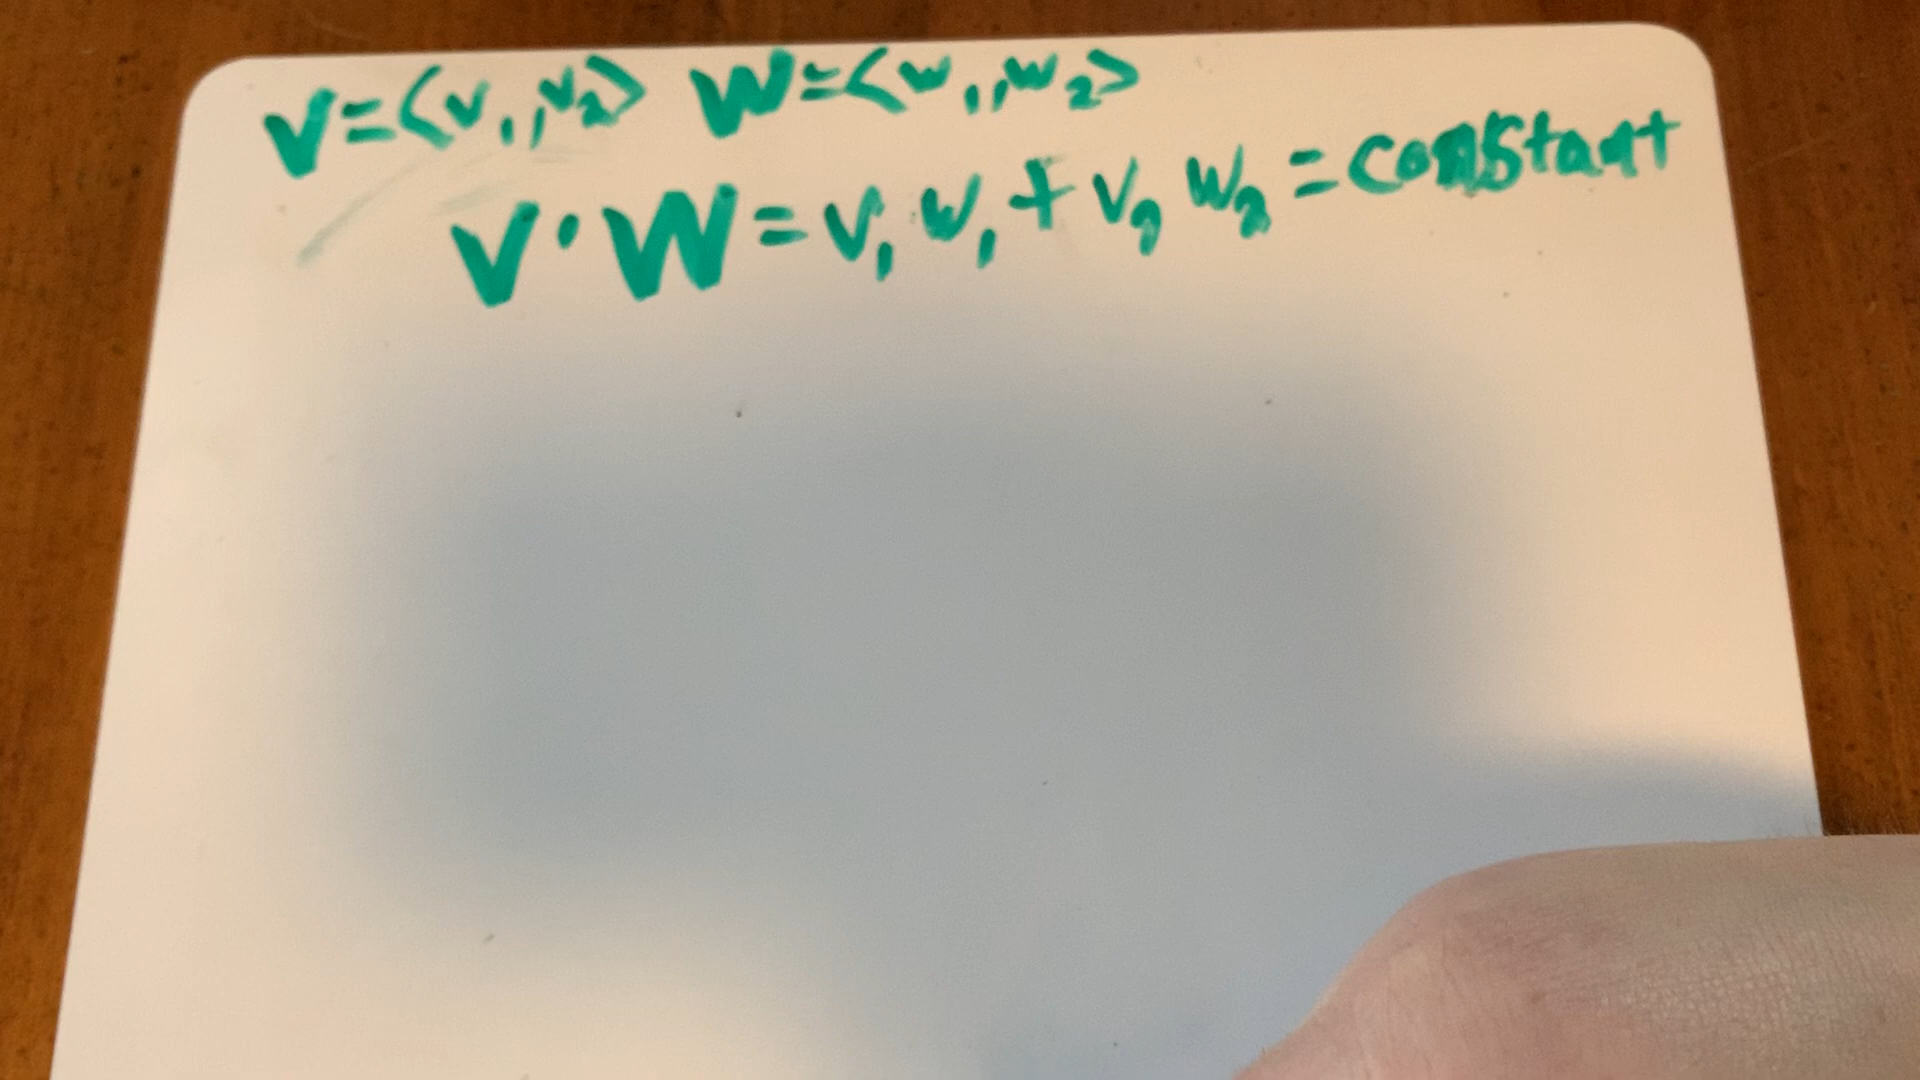 V=<v₁,v₂> W=<w₁,w₂>
V·W=v₁w₁+v₂w₂=constant